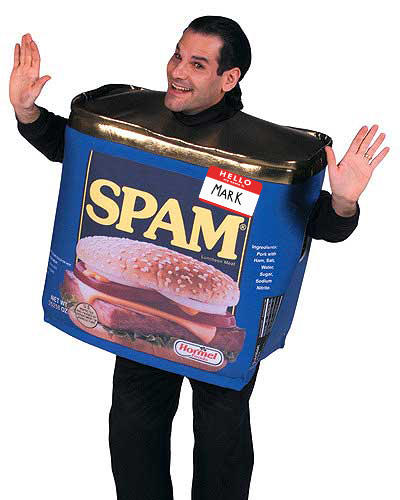 HELLO
MARK
SPAM®
Luncheon Meat
Ingredients:
Pork with
Ham, Salt,
Water,
Sugar,
Sodium
Nitrite.
NET WT
Hormel